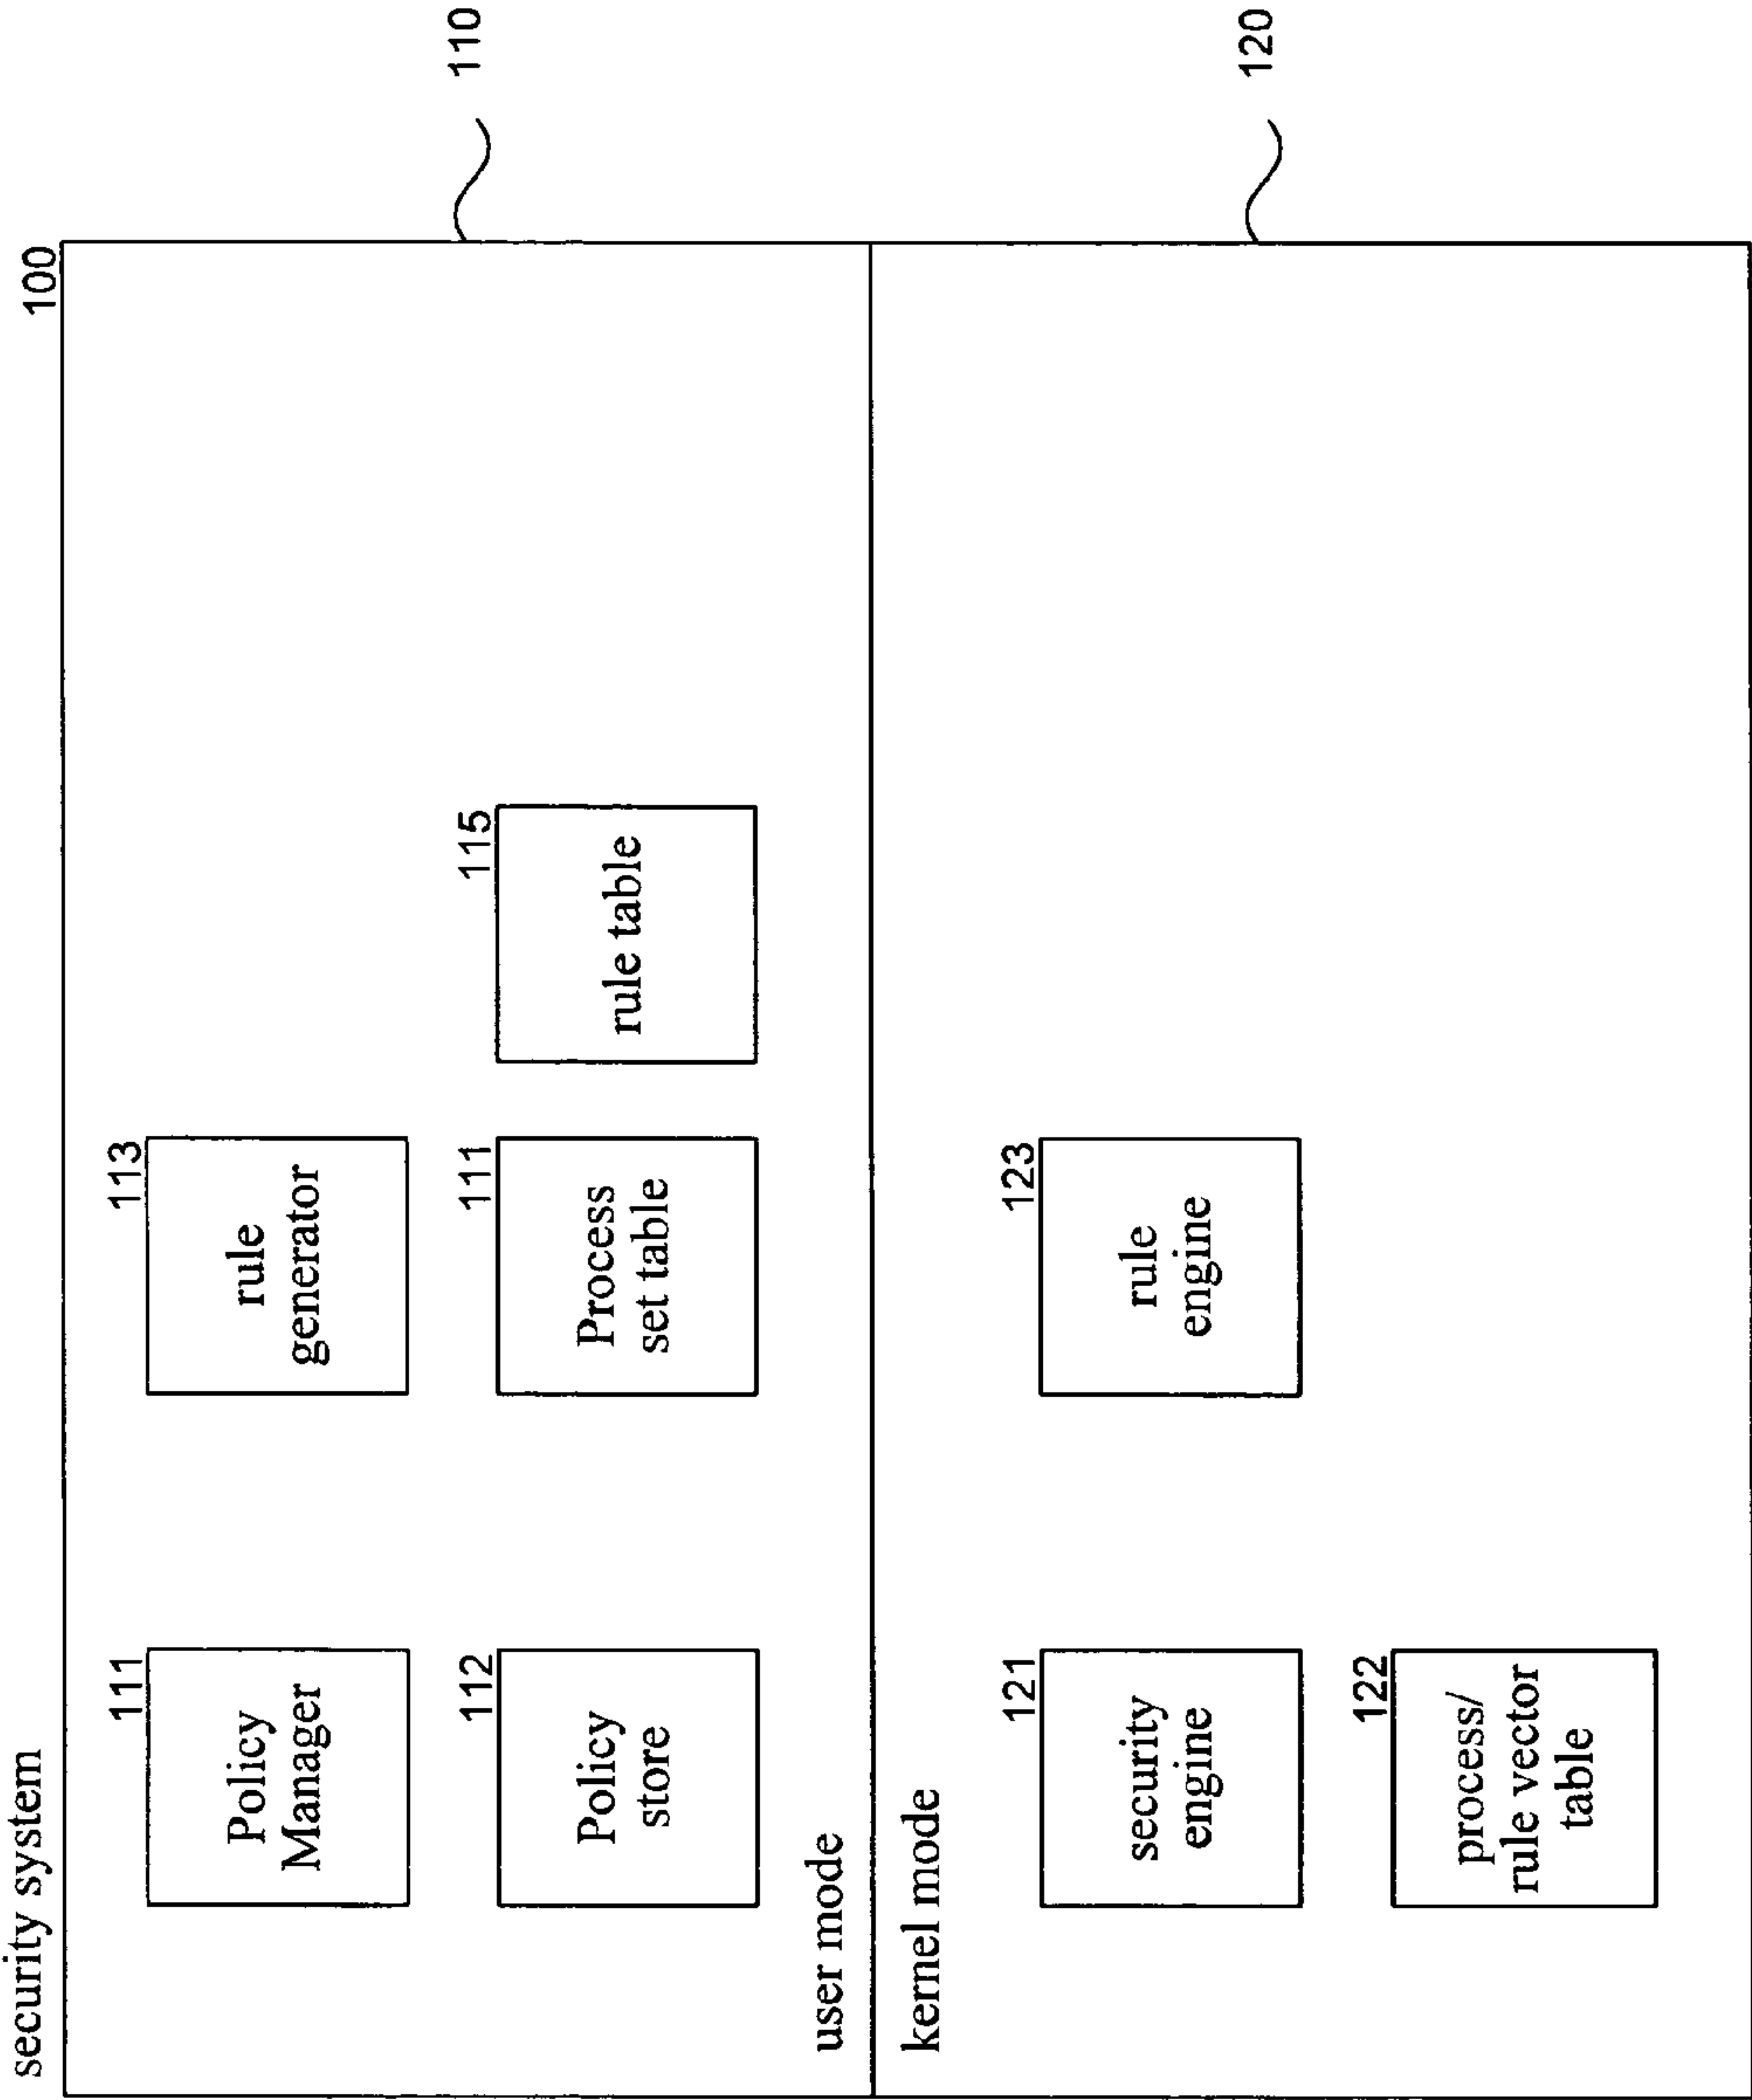 security system
100
111
Policy
Manager
113
rule
generator
110
112
Policy
store
111
Process
set table
115
rule table
user mode
kernel mode
121
security
engine
123
rule
engine
120
122
process/
rule vector
table